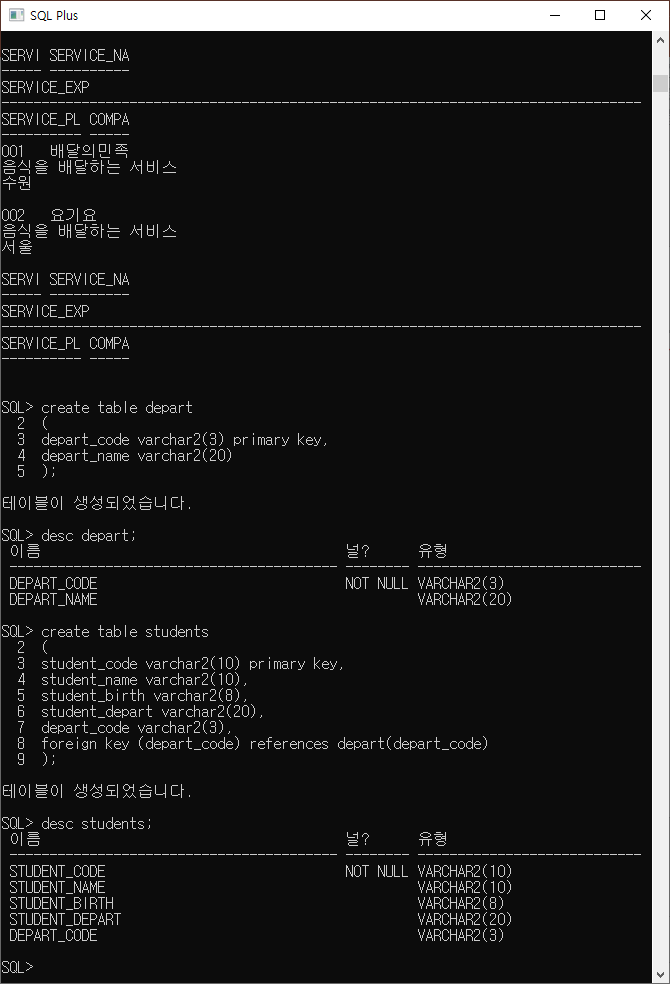 SQL Plus
SERVI SERVICE_NA
----- ----------
SERVICE_EXP
--------------------------------------------------------------------------------
SERVICE_PL COMPA
---------- -----
001   배달의민족
음식을 배달하는 서비스
수원
002   요기요
음식을 배달하는 서비스
서울
SERVI SERVICE_NA
----- ----------
SERVICE_EXP
--------------------------------------------------------------------------------
SERVICE_PL COMPA
---------- -----
SQL> create table depart
  2  (
  3  depart_code varchar2(3) primary key,
  4  depart_name varchar2(20)
  5  );
테이블이 생성되었습니다.
SQL> desc depart;
 이름                                      널?      유형
 ----------------------------------------- -------- ----------------------------
 DEPART_CODE                               NOT NULL VARCHAR2(3)
 DEPART_NAME                                        VARCHAR2(20)
SQL> create table students
  2  (
  3  student_code varchar2(10) primary key,
  4  student_name varchar2(10),
  5  student_birth varchar2(8),
  6  student_depart varchar2(20),
  7  depart_code varchar2(3),
  8  foreign key (depart_code) references depart(depart_code)
  9  );
테이블이 생성되었습니다.
SQL> desc students;
 이름                                      널?      유형
 ----------------------------------------- -------- ----------------------------
 STUDENT_CODE                              NOT NULL VARCHAR2(10)
 STUDENT_NAME                                       VARCHAR2(10)
 STUDENT_BIRTH                                      VARCHAR2(8)
 STUDENT_DEPART                                     VARCHAR2(20)
 DEPART_CODE                                        VARCHAR2(3)
SQL>